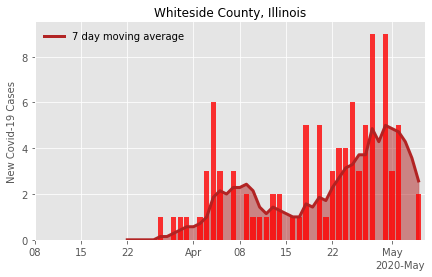 Whiteside County, Illinois
7 day moving average
New Covid-19 Cases
8
6
4
2
0
08 15 22 Apr 08 15 22 May
2020-May